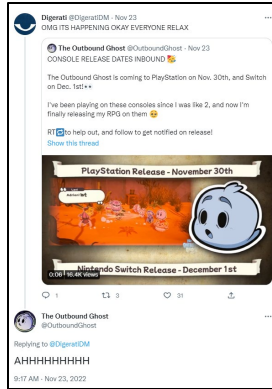 Digerati @DigeratiDM · Nov 23
OMG ITS HAPPENING OKAY EVERYONE RELAX
The Outbound Ghost @OutboundGhost · Nov 23
CONSOLE RELEASE DATES INBOUND 🥳
The Outbound Ghost is coming to PlayStation on Nov. 30th, and Switch
on Dec. 1st!👀
I've been playing on these consoles since I was like 2, and now I'm
finally releasing my RPG on them 🥺
RT🔄to help out, and follow to get notified on release!
Show this thread
PlayStation Release - November 30th
0:06 16.4K views
Nintendo Switch Release - December 1st
1
3
31
The Outbound Ghost
@OutboundGhost
Replying to @DigeratiDM
AHHHHHHHHH
9:17 AM - Nov 23, 2022